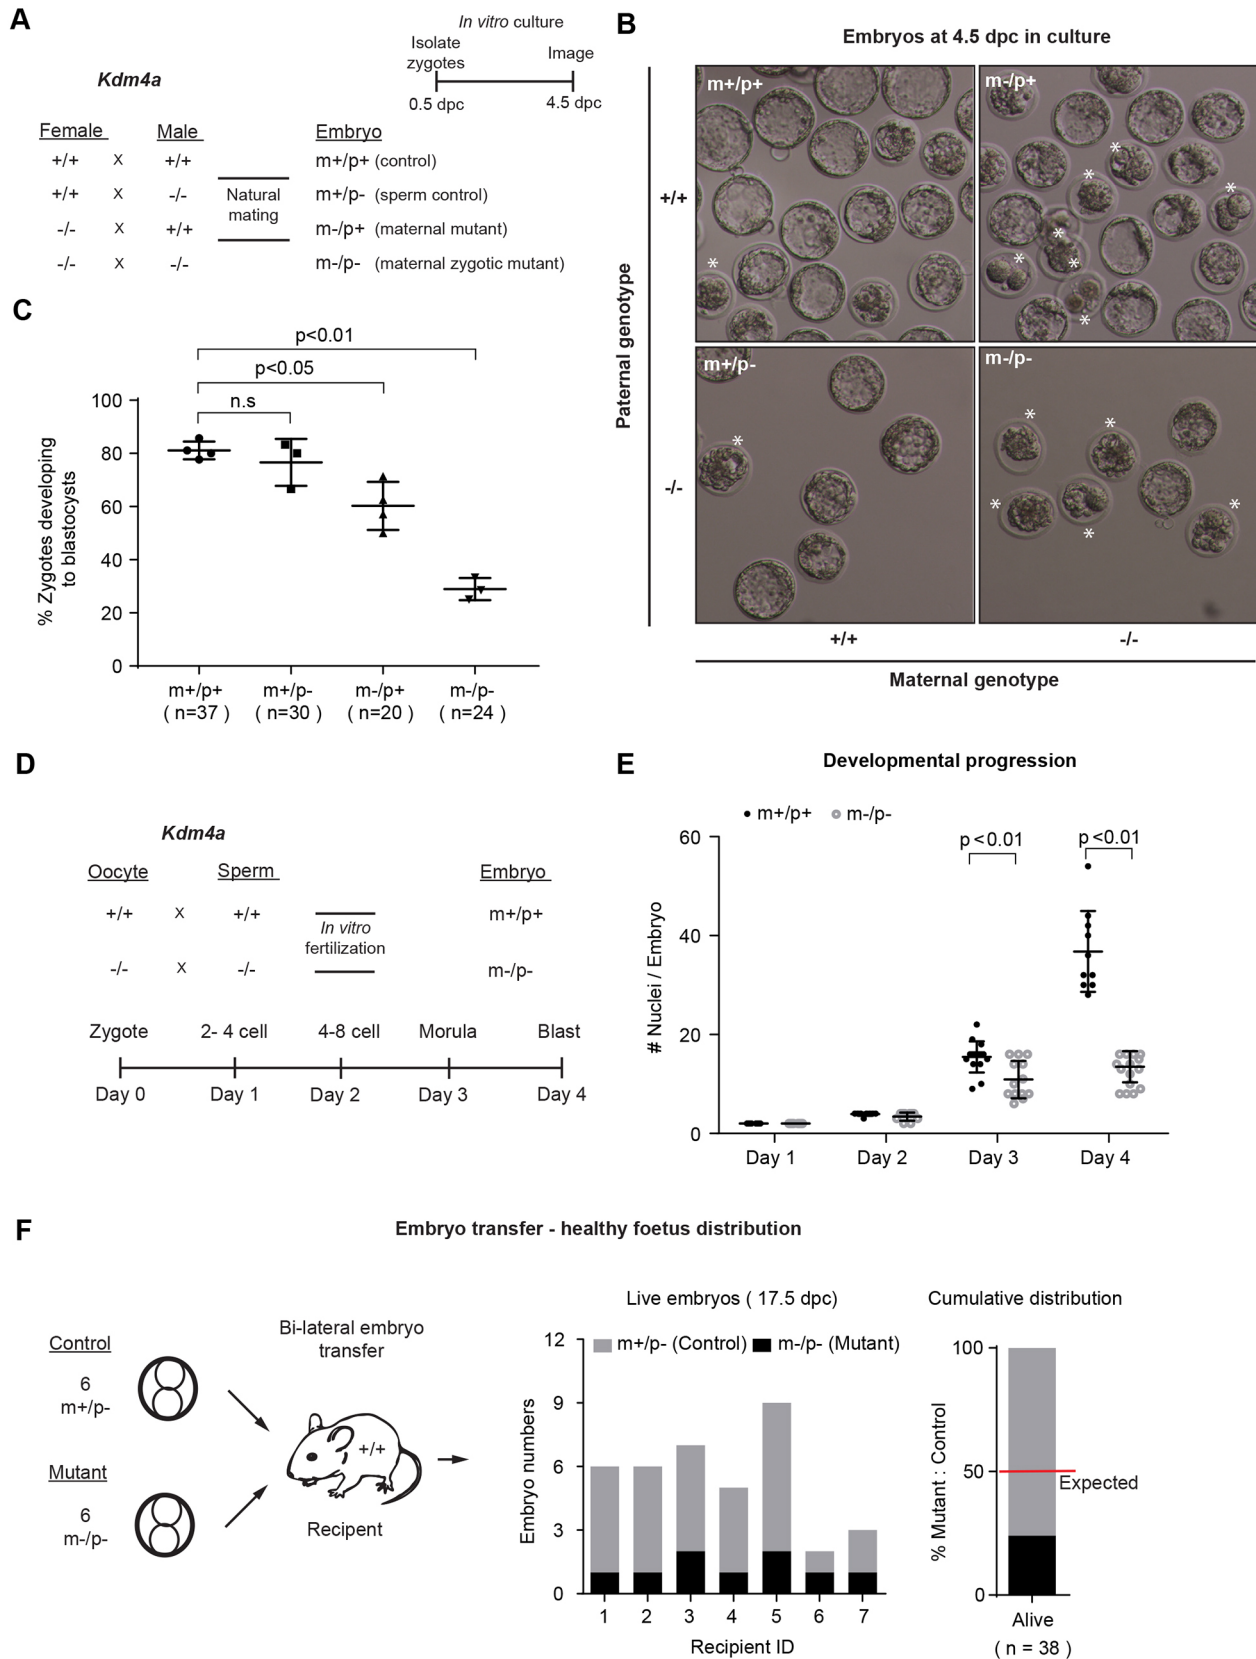 A
In vitro culture
Isolate
zygotes
Image
0.5 dpc
4.5 dpc
Kdm4a
Female Male Embryo
+/+ X +/+ m+/p+ (control)
+/+ X -/- m+/p- (sperm control)
-/- X +/+ m-/p+ (maternal mutant)
-/- X -/- m-/p- (maternal zygotic mutant)
Natural
mating
B
Embryos at 4.5 dpc in culture
m+/p+
m-/p+
* * * * * * * *
m+/p-
m-/p-
* * * * * * *
Paternal genotype
+/+
-/-
+/+
-/-
Maternal genotype
C
p<0.01
p<0.05
n.s
% Zygotes developing
to blastocysts
100
80
60
40
20
0
m+/p+ m+/p- m-/p+ m-/p-
( n=37 ) ( n=30 ) ( n=20 ) ( n=24 )
D
Kdm4a
Oocyte Sperm Embryo
+/+ X +/+ m+/p+
In vitro
fertilization
-/- X -/- m-/p-
Zygote 2- 4 cell 4-8 cell Morula Blast
Day 0 Day 1 Day 2 Day 3 Day 4
E
Developmental progression
m+/p+ m-/p-
p <0.01 p <0.01
# Nuclei / Embryo
60
40
20
0
Day 1 Day 2 Day 3 Day 4
F
Embryo transfer - healthy foetus distribution
Control
6
m+/p-
Mutant
6
m-/p-
Bi-lateral embryo
transfer
+/+
Recipent
Live embryos ( 17.5 dpc)
m+/p- (Control) m-/p- (Mutant)
Embryo numbers
12
9
6
3
0
1 2 3 4 5 6 7
Recipient ID
Cumulative distribution
% Mutant : Control
100
50
0
Expected
Alive
( n = 38 )